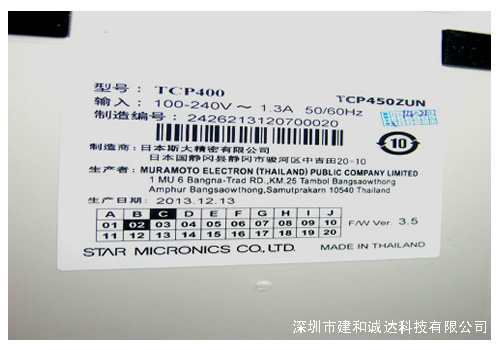 型号: TCP400
TCP450ZUN
输入: 100-240V ~ 1.3A 50/60Hz
制造编号: 2426213120700020
10
制造商: 日本斯大精密有限公司
日本国静冈县静冈市骏河区中吉田20-10
生产者: MURAMOTO ELECTRON (THAILAND) PUBLIC COMPANY LIMITED
1 MU 6 Bangna-Trad RD.,KM.25 Tambol Bangsaowthong
Amphur Bangsaowthong,Samutprakarn 10540 Thailand
生产日期: 2013.12.13
A B C D E F G H I J
01 02 03 04 05 06 07 08 09 10
11 12 13 14 15 16 17 18 19 20
F/W Ver. 3.5
STAR MICRONICS CO., LTD.
MADE IN THAILAND
深圳市建和诚达科技有限公司